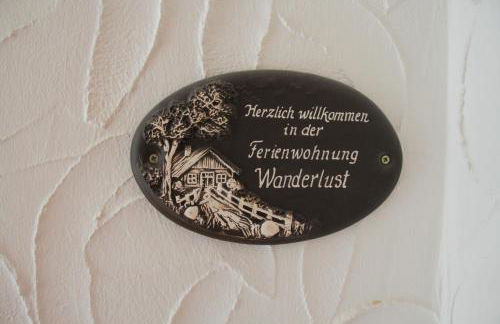 Herzlich willkommen
in der
Ferienwohnung
Wanderlust